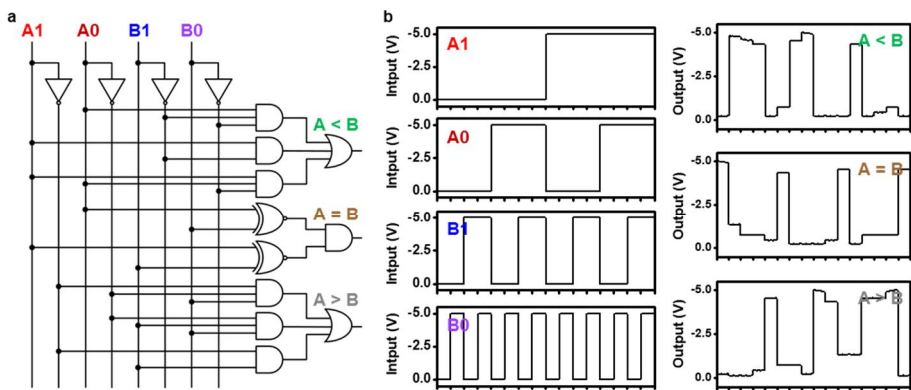 a
A1 A0 B1 B0
A < B
A = B
A > B
b
-5.0
-2.5
0.0
Intput (V)
A1
-5.0
-2.5
0.0
Intput (V)
A0
-5.0
-2.5
0.0
Intput (V)
B1
-5.0
-2.5
0.0
Intput (V)
B0
-5.0
-2.5
0.0
Output (V)
A < B
-5.0
-2.5
0.0
Output (V)
A = B
-5.0
-2.5
0.0
Output (V)
A > B